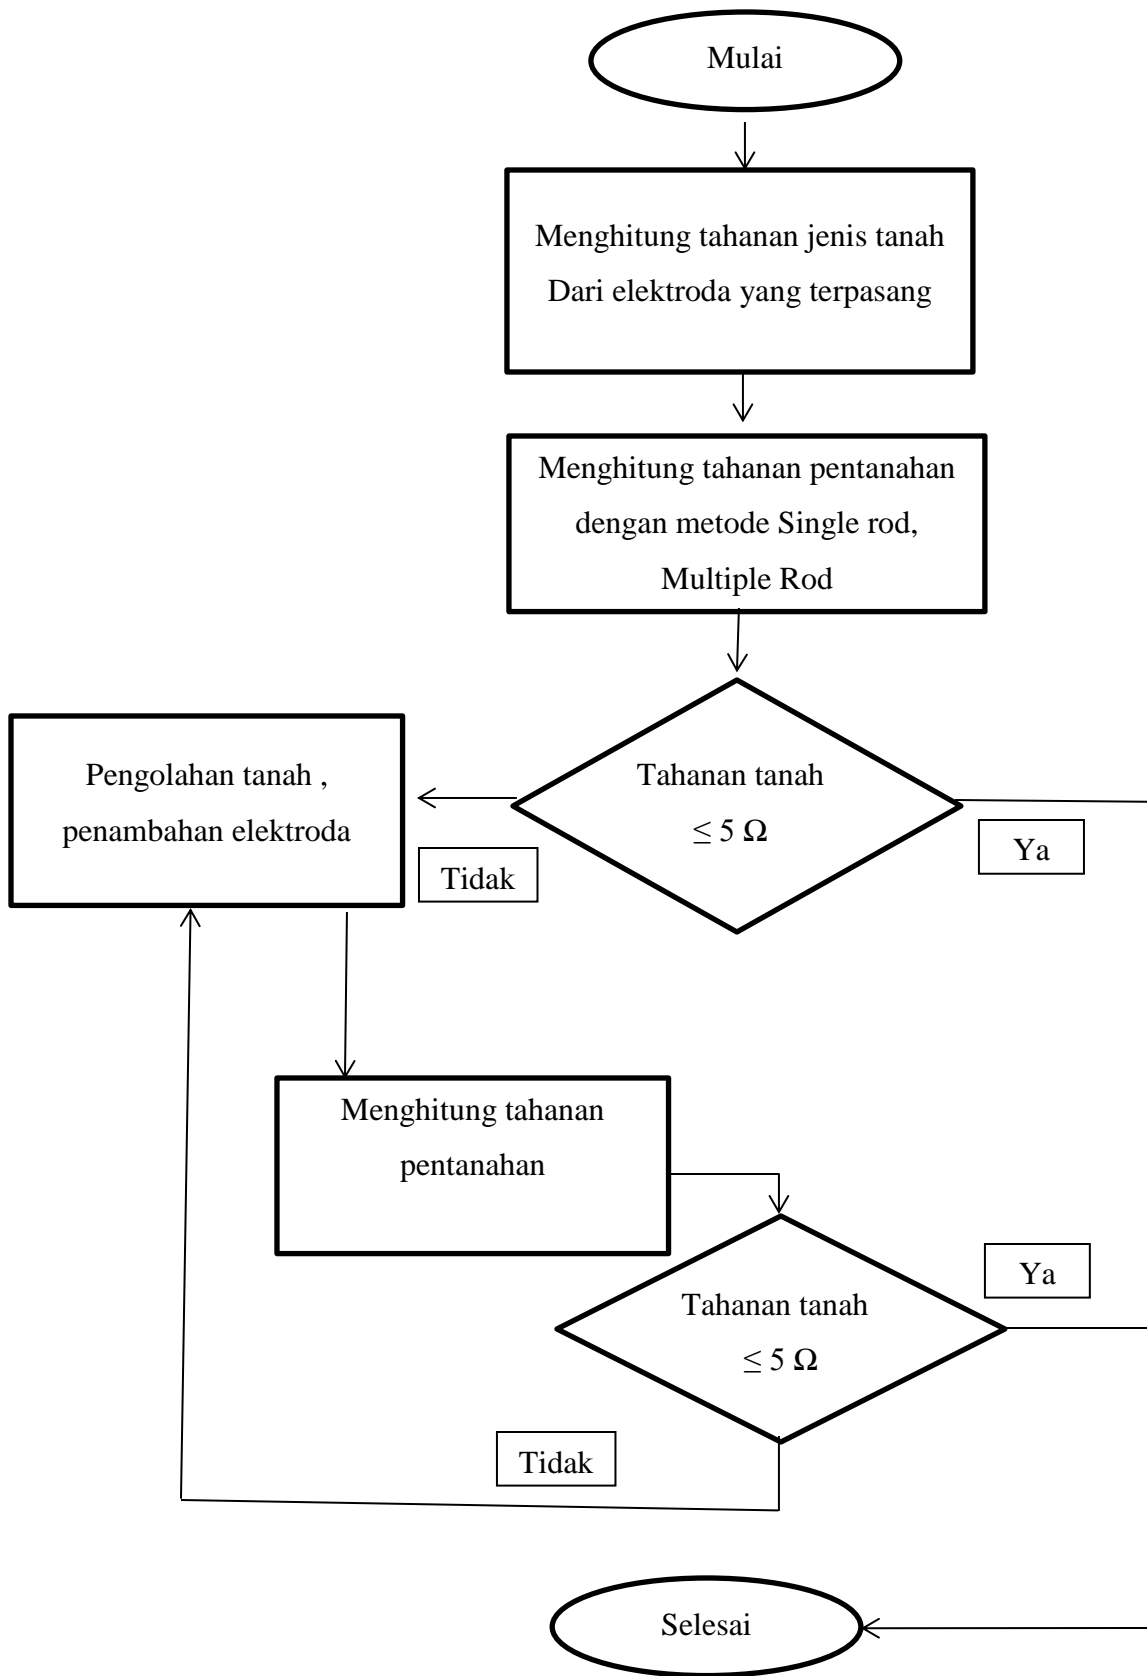 Mulai
Menghitung tahanan jenis tanah
Dari elektroda yang terpasang
Menghitung tahanan pentanahan
dengan metode Single rod,
Multiple Rod
Tahanan tanah
≤ 5 Ω
Ya
Tidak
Pengolahan tanah ,
penambahan elektroda
Menghitung tahanan
pentanahan
Tahanan tanah
≤ 5 Ω
Ya
Tidak
Selesai